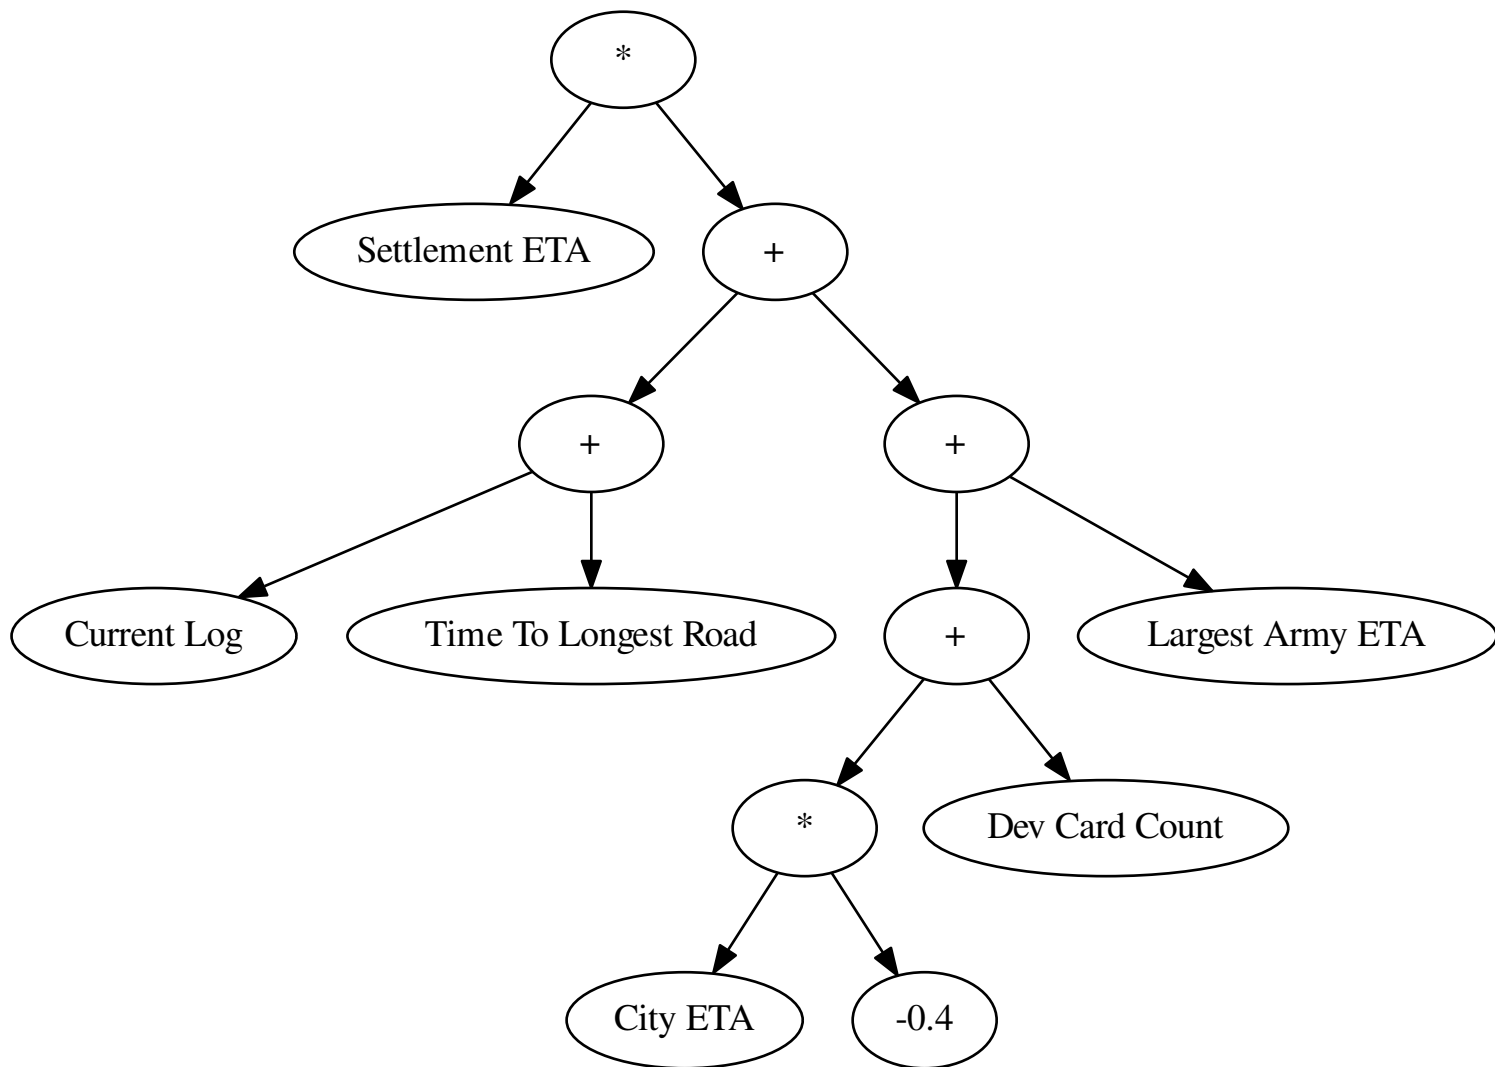 *
Settlement ETA
+
+
+
Current Log
Time To Longest Road
+
Largest Army ETA
*
Dev Card Count
City ETA
-0.4